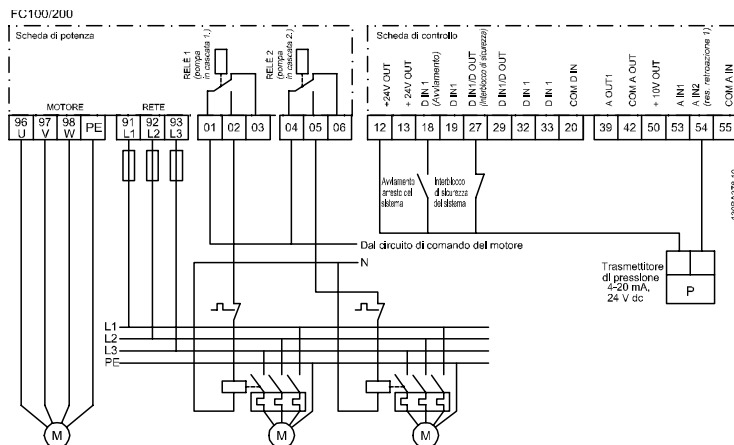 FC100/200
Scheda di potenza
RELÈ 1
(pompa
in cascata 1.)
RELÈ 2
(pompa
in cascata 2.)
MOTORE
RETE
96 97 98 PE 91 92 93
U V W L1 L2 L3
01 02 03
04 05 06
Scheda di controllo
+24V OUT
+ 24V OUT
D IN 1
(Avviamento)
D IN1
D IN1/D OUT
(Interblocco di sicurezza)
D IN1/D OUT
D IN 1
D IN 1
COM D IN
A OUT1
COM A OUT
+ 10V OUT
A IN1
A IN2
(res. retroazione 1)
COM A IN
12 13 18 19 27 29 32 33 20
39 42 50 53 54 55
Avviamento
arresto del
sistema
Interblocco
di sicurezza
del sistema
Dal circuito di comando del motore
N
Trasmettitore
di pressione
4-20 mA,
24 V dc
P
L1
L2
L3
PE
M
M
M